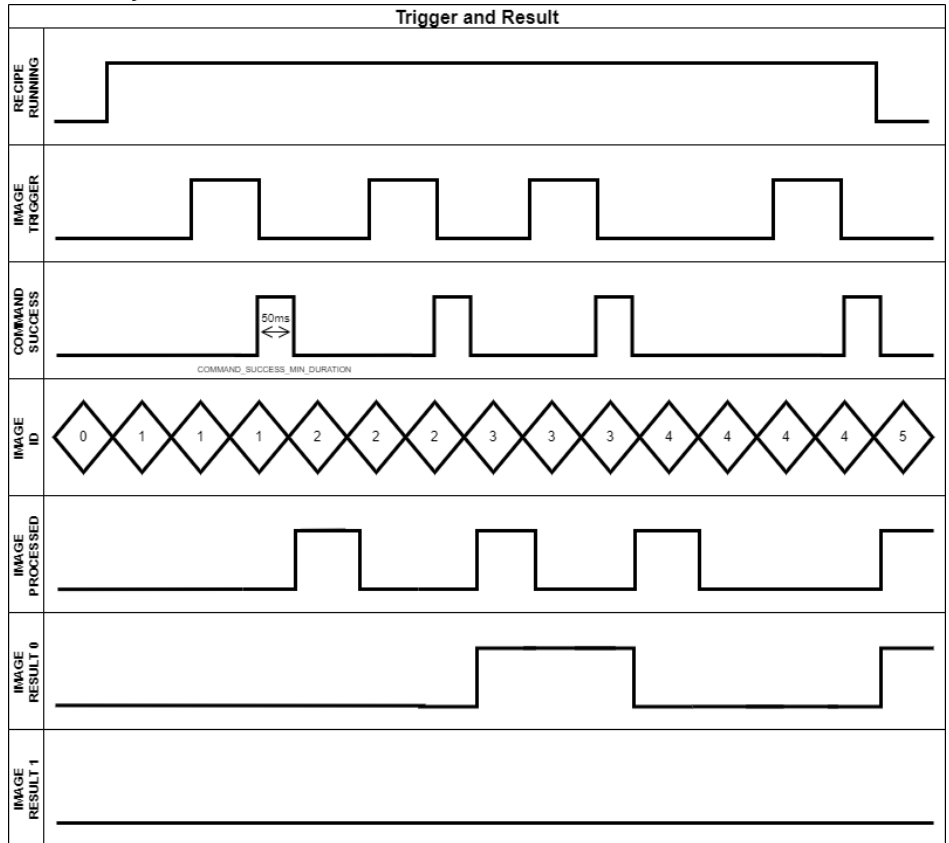 Trigger and Result
RECIPE
RUNNING
IMAGE
TRIGGER
COMMAND
SUCCESS
50ms
COMMAND_SUCCESS_MIN_DURATION
IMAGE
ID
0 1 1 1 2 2 2 3 3 3 4 4 4 4 5
IMAGE
PROCESSED
IMAGE
RESULT 0
IMAGE
RESULT 1